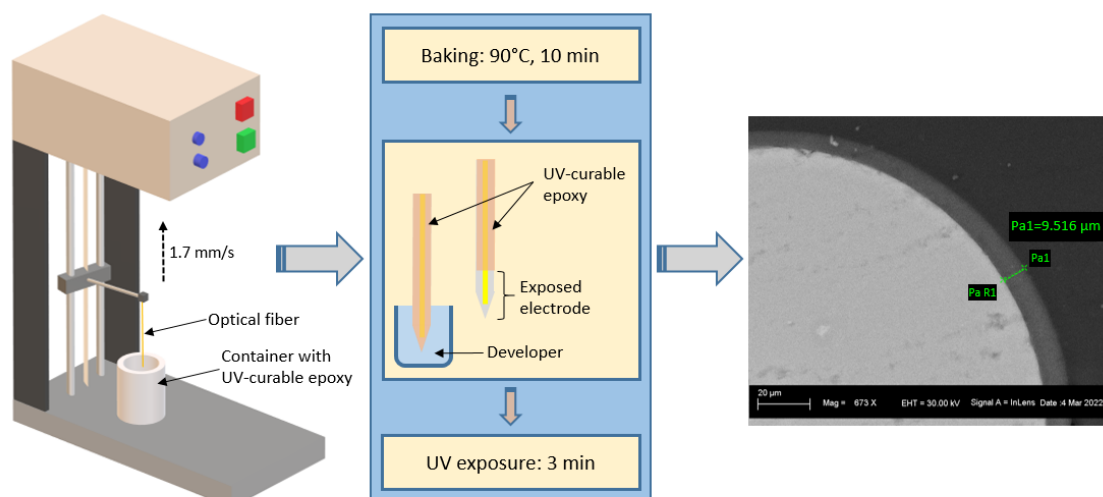 1.7 mm/s
Optical fiber
Container with
UV-curable epoxy
Baking: 90°C, 10 min
UV-curable
epoxy
Exposed
electrode
Developer
UV exposure: 3 min
Pa1=9.516 µm
Pa1
Pa R1
20 µm
Mag = 673 X
EHT = 30.00 kV
Signal A = InLens
Date :4 Mar 2022